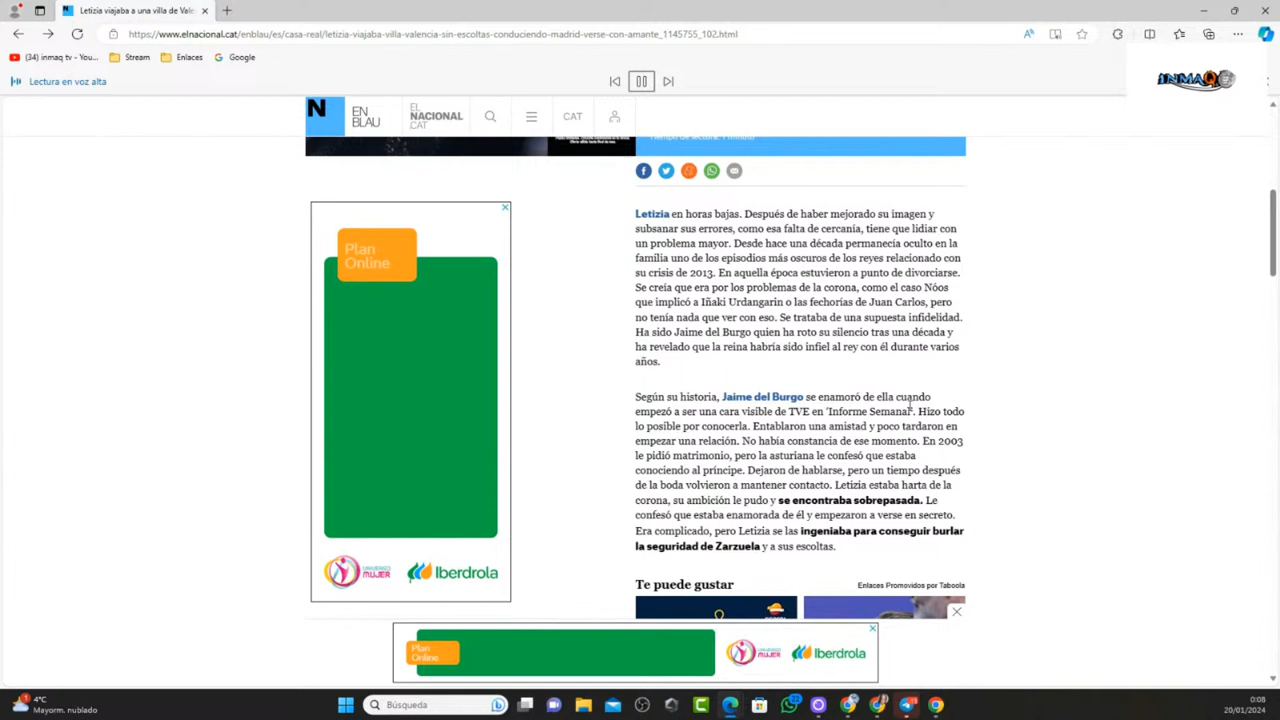 Letizia viajaba a una villa de Vale
https://www.elnacional.cat/enblau/es/casa-real/letizia-viajaba-villa-valencia-sin-escoltas-conduciendo-madrid-verse-con-amante_1145755_102.html
(34) inmaq tv - You...
Stream
Enlaces
Google
Lectura en voz alta
INMAQ
N
EN BLAU
EL NACIONAL .CAT
CAT
Tiempo de lectura: 1 minuto
Letizia en horas bajas. Después de haber mejorado su imagen y
subsanar sus errores, como esa falta de cercanía, tiene que lidiar con
un problema mayor. Desde hace una década permanecía oculto en la
familia uno de los episodios más oscuros de los reyes relacionado con
su crisis de 2013. En aquella época estuvieron a punto de divorciarse.
Se creía que era por los problemas de la corona, como el caso Nóos
que implicó a Iñaki Urdangarin o las fechorías de Juan Carlos, pero
no tenía nada que ver con eso. Se trataba de una supuesta infidelidad.
Ha sido Jaime del Burgo quien ha roto su silencio tras una década y
ha revelado que la reina habría sido infiel al rey con él durante varios
años.
Según su historia, Jaime del Burgo se enamoró de ella cuando
empezó a ser una cara visible de TVE en 'Informe Semanal'. Hizo todo
lo posible por conocerla. Entablaron una amistad y poco tardaron en
empezar una relación. No había constancia de ese momento. En 2003
le pidió matrimonio, pero la asturiana le confesó que estaba
conociendo al príncipe. Dejaron de hablarse, pero un tiempo después
de la boda volvieron a mantener contacto. Letizia estaba harta de la
corona, su ambición le pudo y se encontraba sobrepasada. Le
confesó que estaba enamorada de él y empezaron a verse en secreto.
Era complicado, pero Letizia se las ingeniaba para conseguir burlar
la seguridad de Zarzuela y a sus escoltas.
Te puede gustar
Enlaces Promovidos por Taboola
Plan
Online
UNIVERSO
MUJER
Iberdrola
Plan
Online
UNIVERSO
MUJER
Iberdrola
4°C
Mayorm. nublado
Búsqueda
0:08
20/01/2024